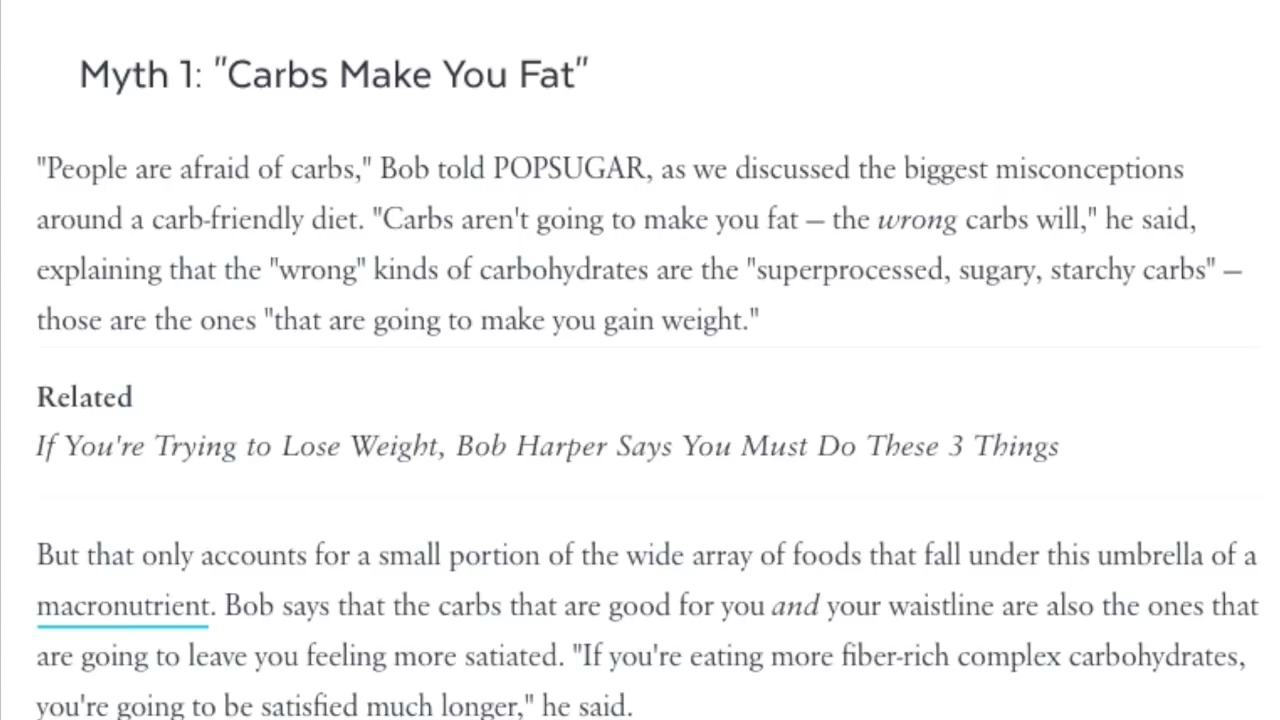 Myth 1: "Carbs Make You Fat"
"People are afraid of carbs," Bob told POPSUGAR, as we discussed the biggest misconceptions
around a carb-friendly diet. "Carbs aren't going to make you fat – the wrong carbs will," he said,
explaining that the "wrong" kinds of carbohydrates are the "superprocessed, sugary, starchy carbs" –
those are the ones "that are going to make you gain weight."
Related
If You're Trying to Lose Weight, Bob Harper Says You Must Do These 3 Things
But that only accounts for a small portion of the wide array of foods that fall under this umbrella of a
macronutrient. Bob says that the carbs that are good for you and your waistline are also the ones that
are going to leave you feeling more satiated. "If you're eating more fiber-rich complex carbohydrates,
you're going to be satisfied much longer," he said.